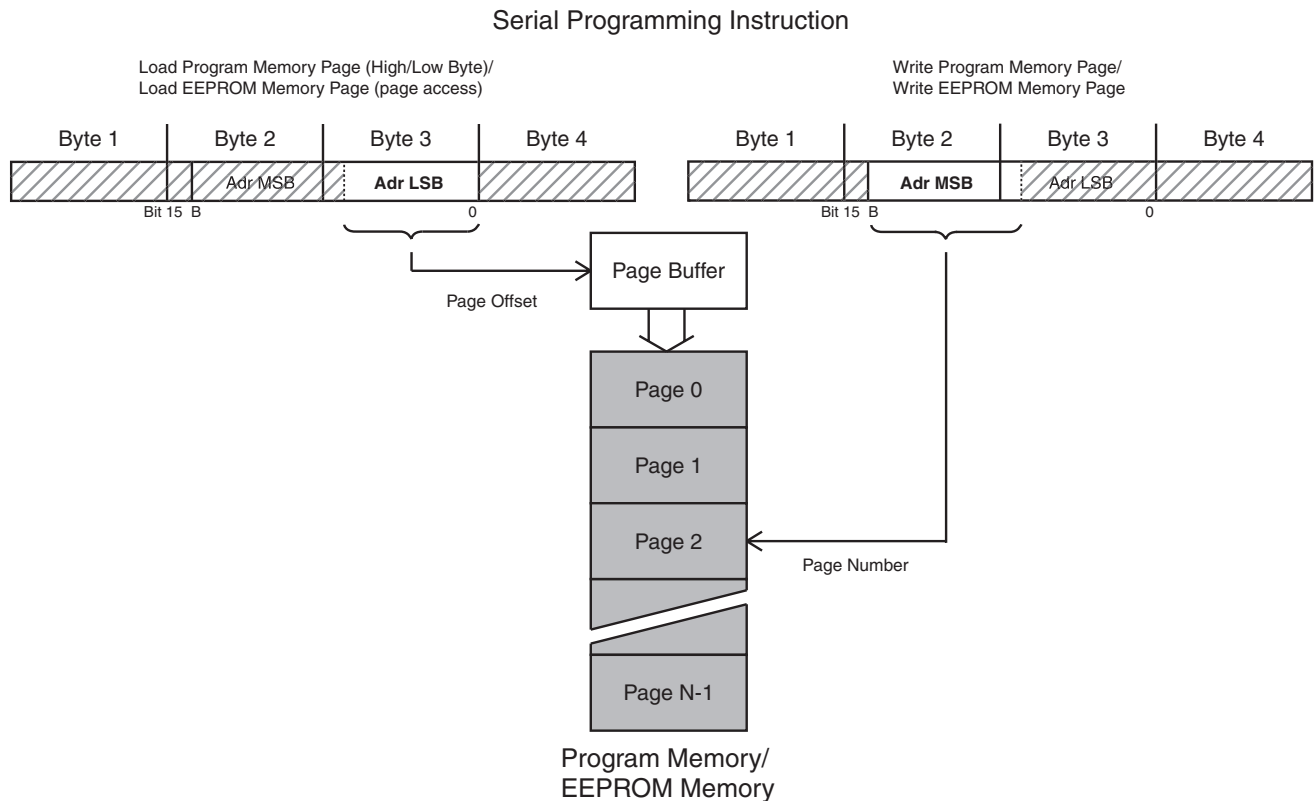 Serial Programming Instruction
Load Program Memory Page (High/Low Byte)/
Load EEPROM Memory Page (page access)
Write Program Memory Page/
Write EEPROM Memory Page
Byte 1 Byte 2 Byte 3 Byte 4
Byte 1 Byte 2 Byte 3 Byte 4
Adr MSB Adr LSB
Adr MSB Adr LSB
Bit 15 B 0
Bit 15 B 0
Page Buffer
Page Offset
Page 0
Page 1
Page 2
Page Number
Page N-1
Program Memory/
EEPROM Memory